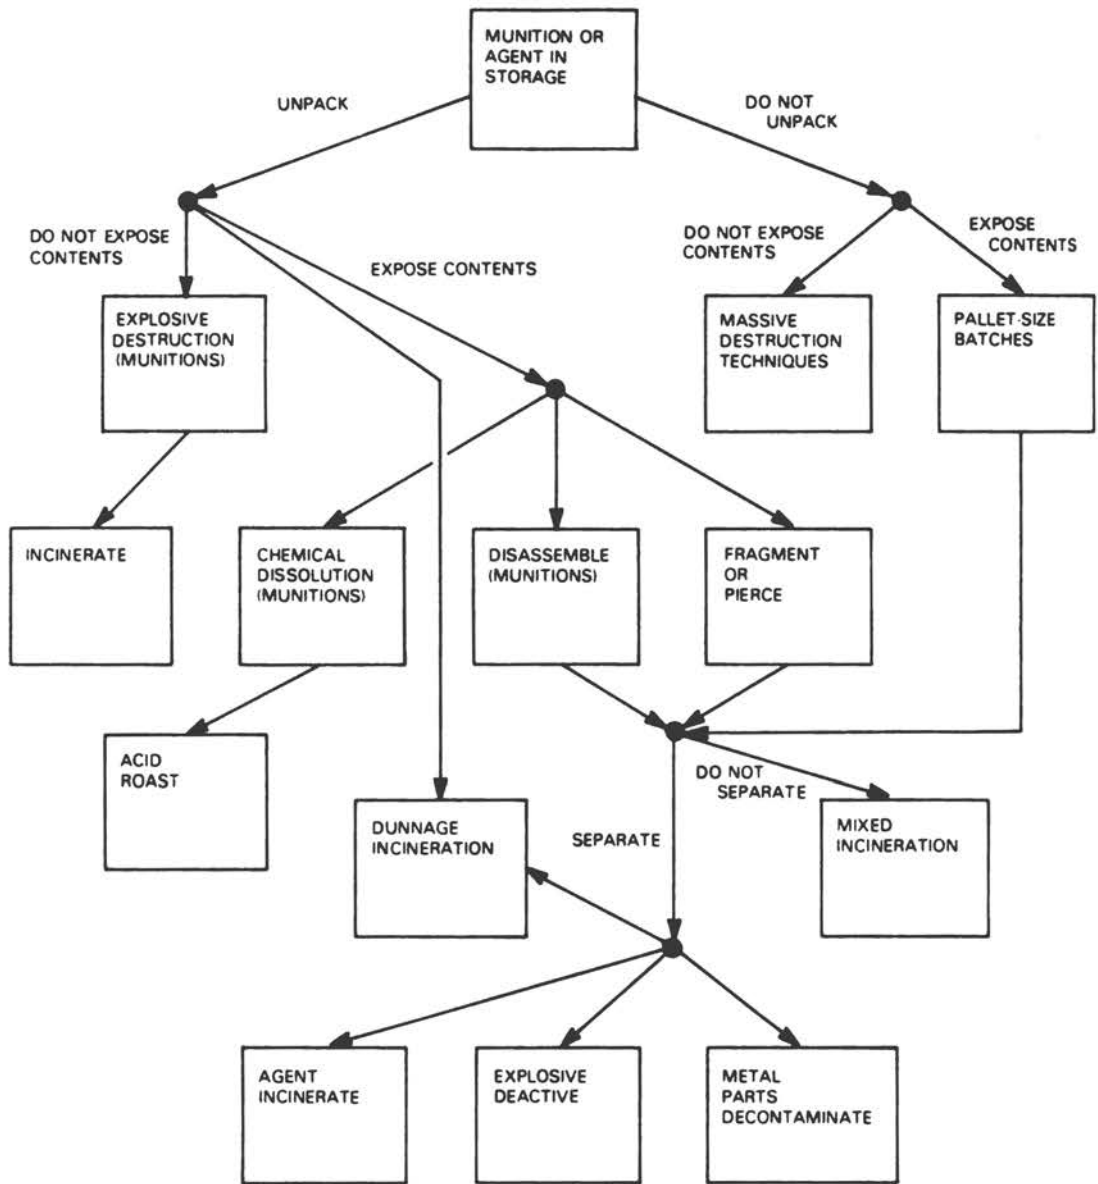 MUNITION OR
AGENT IN
STORAGE
UNPACK
DO NOT
UNPACK
DO NOT EXPOSE
CONTENTS
EXPOSE CONTENTS
DO NOT EXPOSE
CONTENTS
EXPOSE
CONTENTS
EXPLOSIVE
DESTRUCTION
(MUNITIONS)
MASSIVE
DESTRUCTION
TECHNIQUES
PALLET-SIZE
BATCHES
INCINERATE
CHEMICAL
DISSOLUTION
(MUNITIONS)
DISASSEMBLE
(MUNITIONS)
FRAGMENT
OR
PIERCE
ACID
ROAST
DO NOT
SEPARATE
DUNNAGE
INCINERATION
SEPARATE
MIXED
INCINERATION
AGENT
INCINERATE
EXPLOSIVE
DEACTIVE
METAL
PARTS
DECONTAMINATE